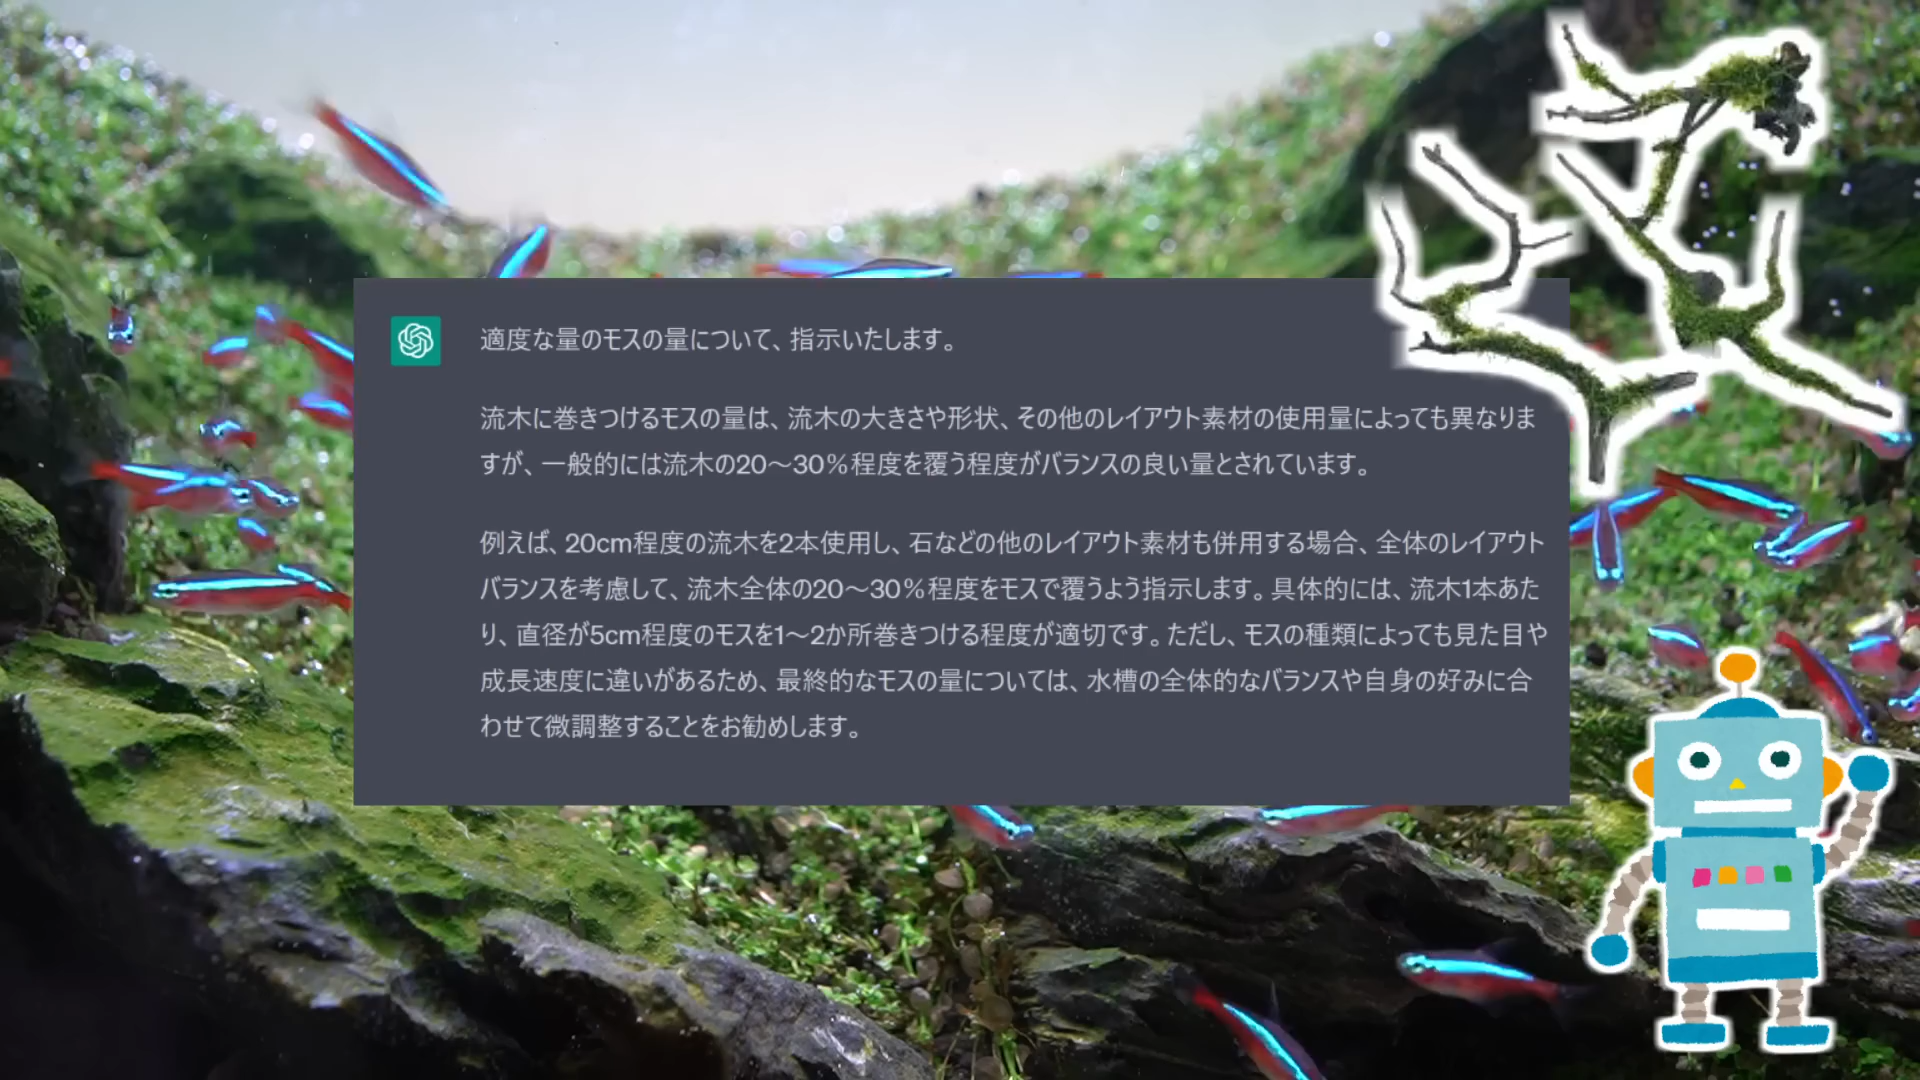 適度な量のモスの量について、指示いたします。
流木に巻きつけるモスの量は、流木の大きさや形状、その他のレイアウト素材の使用量によっても異なりま
すが、一般的には流木の20〜30%程度を覆う程度がバランスの良い量とされています。
例えば、20cm程度の流木を2本使用し、石などの他のレイアウト素材も併用する場合、全体のレイアウト
バランスを考慮して、流木全体の20〜30%程度をモスで覆うよう指示します。具体的には、流木1本あた
り、直径が5cm程度のモスを1〜2か所巻きつける程度が適切です。ただし、モスの種類によっても見た目や
成長速度に違いがあるため、最終的なモスの量については、水槽の全体的なバランスや自身の好みに合
わせて微調整することをお勧めします。